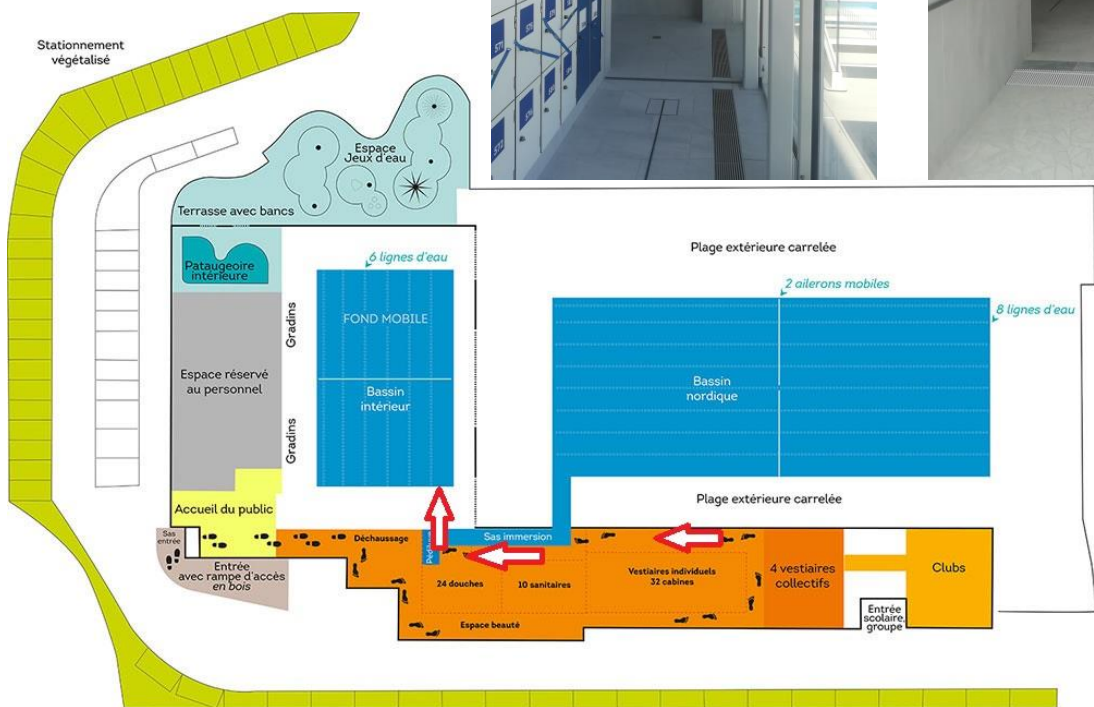 Stationnement
végétalisé
Espace
Jeux d'eau
Terrasse avec bancs
Pataugeoire
intérieure
6 lignes d'eau
Plage extérieure carrelée
2 ailerons mobiles
8 lignes d'eau
FOND MOBILE
Gradins
Espace réservé
au personnel
Bassin
intérieur
Bassin
nordique
Gradins
Accueil du public
Plage extérieure carrelée
Sas
entrée
Déchaussage
Sas immersion
Entrée
avec rampe d'accès
en bois
24 douches
10 sanitaires
Vestiaires individuels
32 cabines
4 vestiaires
collectifs
Clubs
Entrée
scolaire,
groupe
Espace beauté